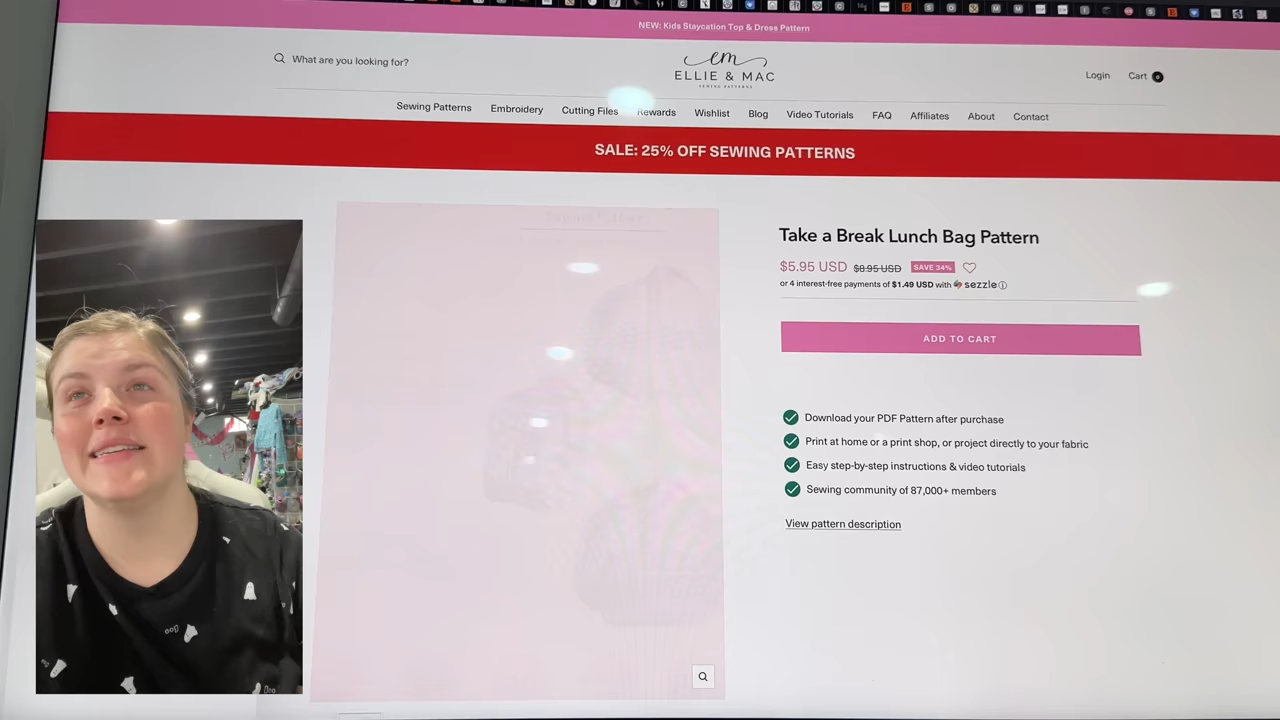 NEW: Kids Staycation Top & Dress Pattern
What are you looking for?
em
ELLIE & MAC
SEWING PATTERNS
Login
Cart 0
Sewing Patterns
Embroidery
Cutting Files
Rewards
Wishlist
Blog
Video Tutorials
FAQ
Affiliates
About
Contact
SALE: 25% OFF SEWING PATTERNS
Take a Break Lunch Bag Pattern
$5.95 USD $8.95 USD SAVE 34%
or 4 interest-free payments of $1.49 USD with sezzle
ADD TO CART
Download your PDF Pattern after purchase
Print at home or a print shop, or project directly to your fabric
Easy step-by-step instructions & video tutorials
Sewing community of 87,000+ members
View pattern description
Boo